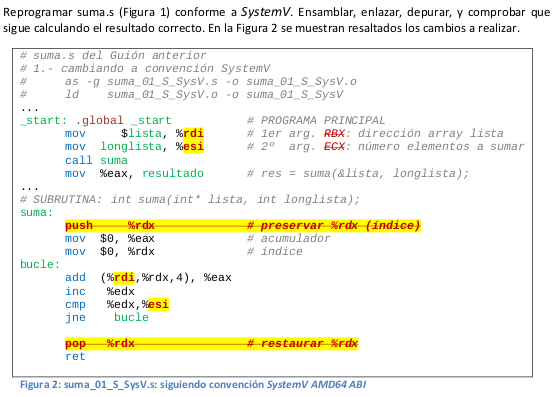 Reprogramar suma.s (Figura 1) conforme a SystemV. Ensamblar, enlazar, depurar, y comprobar que
sigue calculando el resultado correcto. En la Figura 2 se muestran resaltados los cambios a realizar.
# suma.s del Guión anterior
# 1.- cambiando a convención SystemV
# as -g suma_01_S_SysV.s -o suma_01_S_SysV.o
# ld suma_01_S_SysV.o -o suma_01_S_SysV
...
_start: .global _start # PROGRAMA PRINCIPAL
mov $lista, %rdi # 1er arg. RBX: dirección array lista
mov longlista, %esi # 2º arg. ECX: número elementos a sumar
call suma
mov %eax, resultado # res = suma(&lista, longlista);
...
# SUBRUTINA: int suma(int* lista, int longlista);
suma:
push %rdx # preservar %rdx (índice)
mov $0, %eax # acumulador
mov $0, %rdx # índice
bucle:
add (%rdi,%rdx,4), %eax
inc %edx
cmp %edx,%esi
jne bucle
pop %rdx # restaurar %rdx
ret
Figura 2: suma_01_S_SysV.s: siguiendo convención SystemV AMD64 ABI